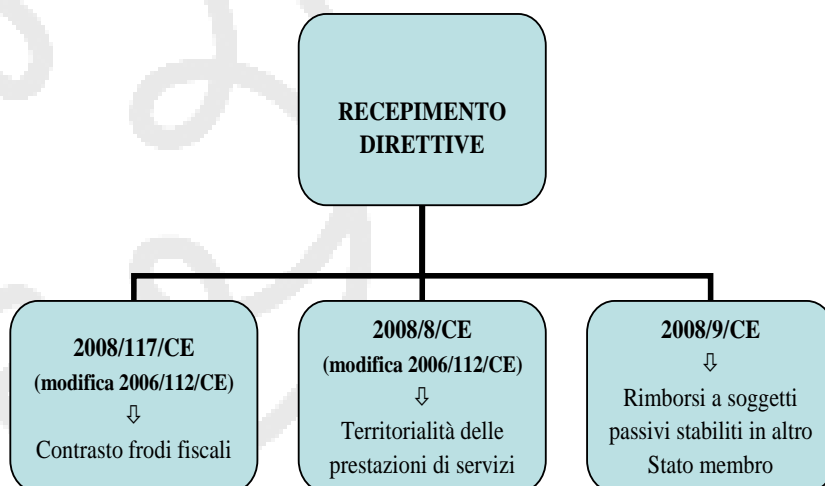 RECEPIMENTO
DIRETTIVE
2008/117/CE
(modifica 2006/112/CE)
⇩
Contrasto frodi fiscali
2008/8/CE
(modifica 2006/112/CE)
⇩
Territorialità delle
prestazioni di servizi
2008/9/CE
⇩
Rimborsi a soggetti
passivi stabiliti in altro
Stato membro